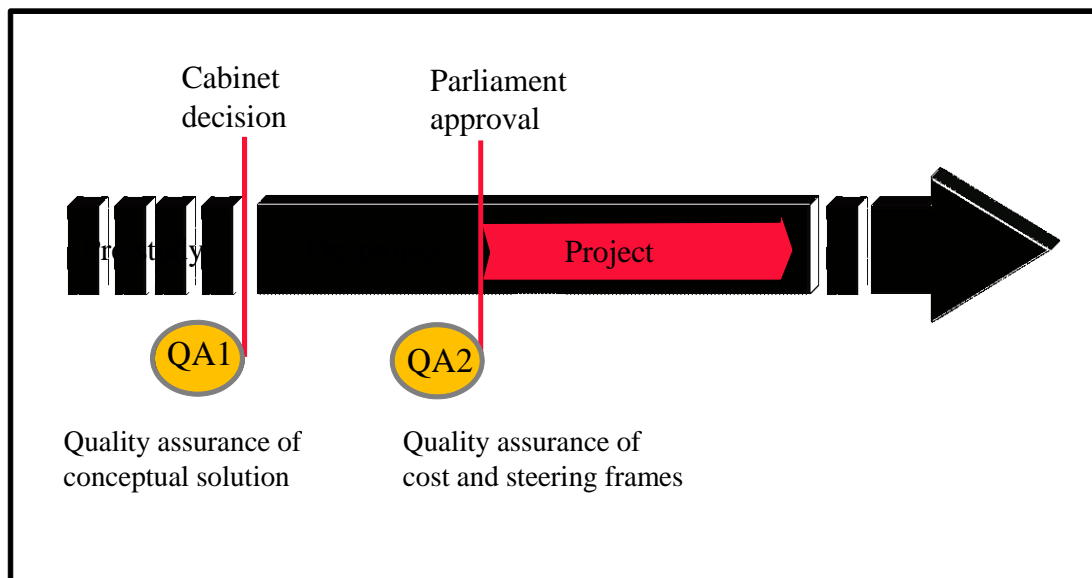 Cabinet
decision
Parliament
approval
Project
QA1
QA2
Quality assurance of
conceptual solution
Quality assurance of
cost and steering frames